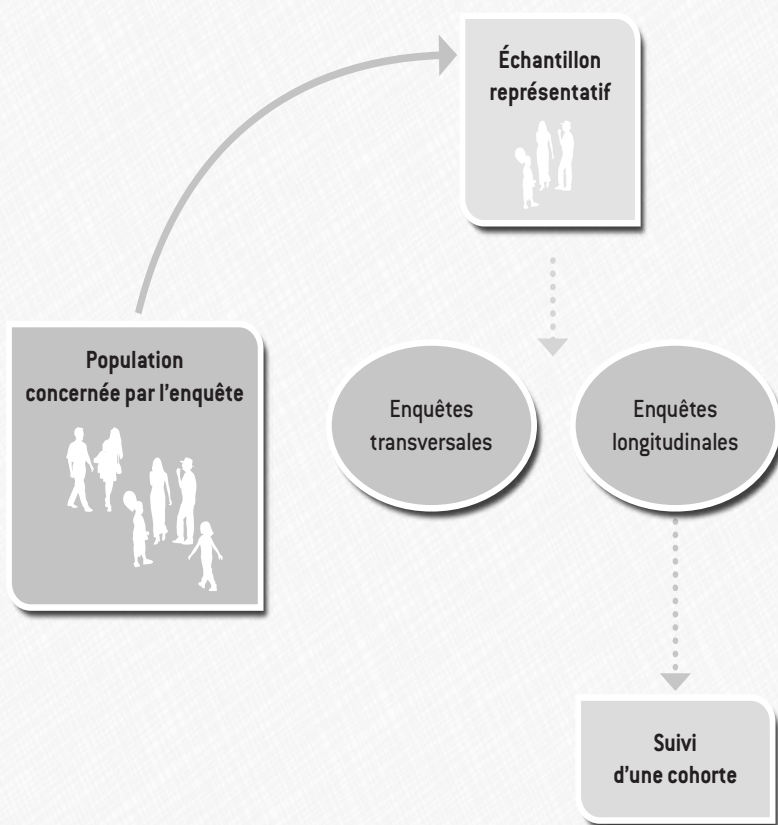 Échantillon
représentatif
Population
concernée par l'enquête
Enquêtes
transversales
Enquêtes
longitudinales
Suivi
d'une cohorte